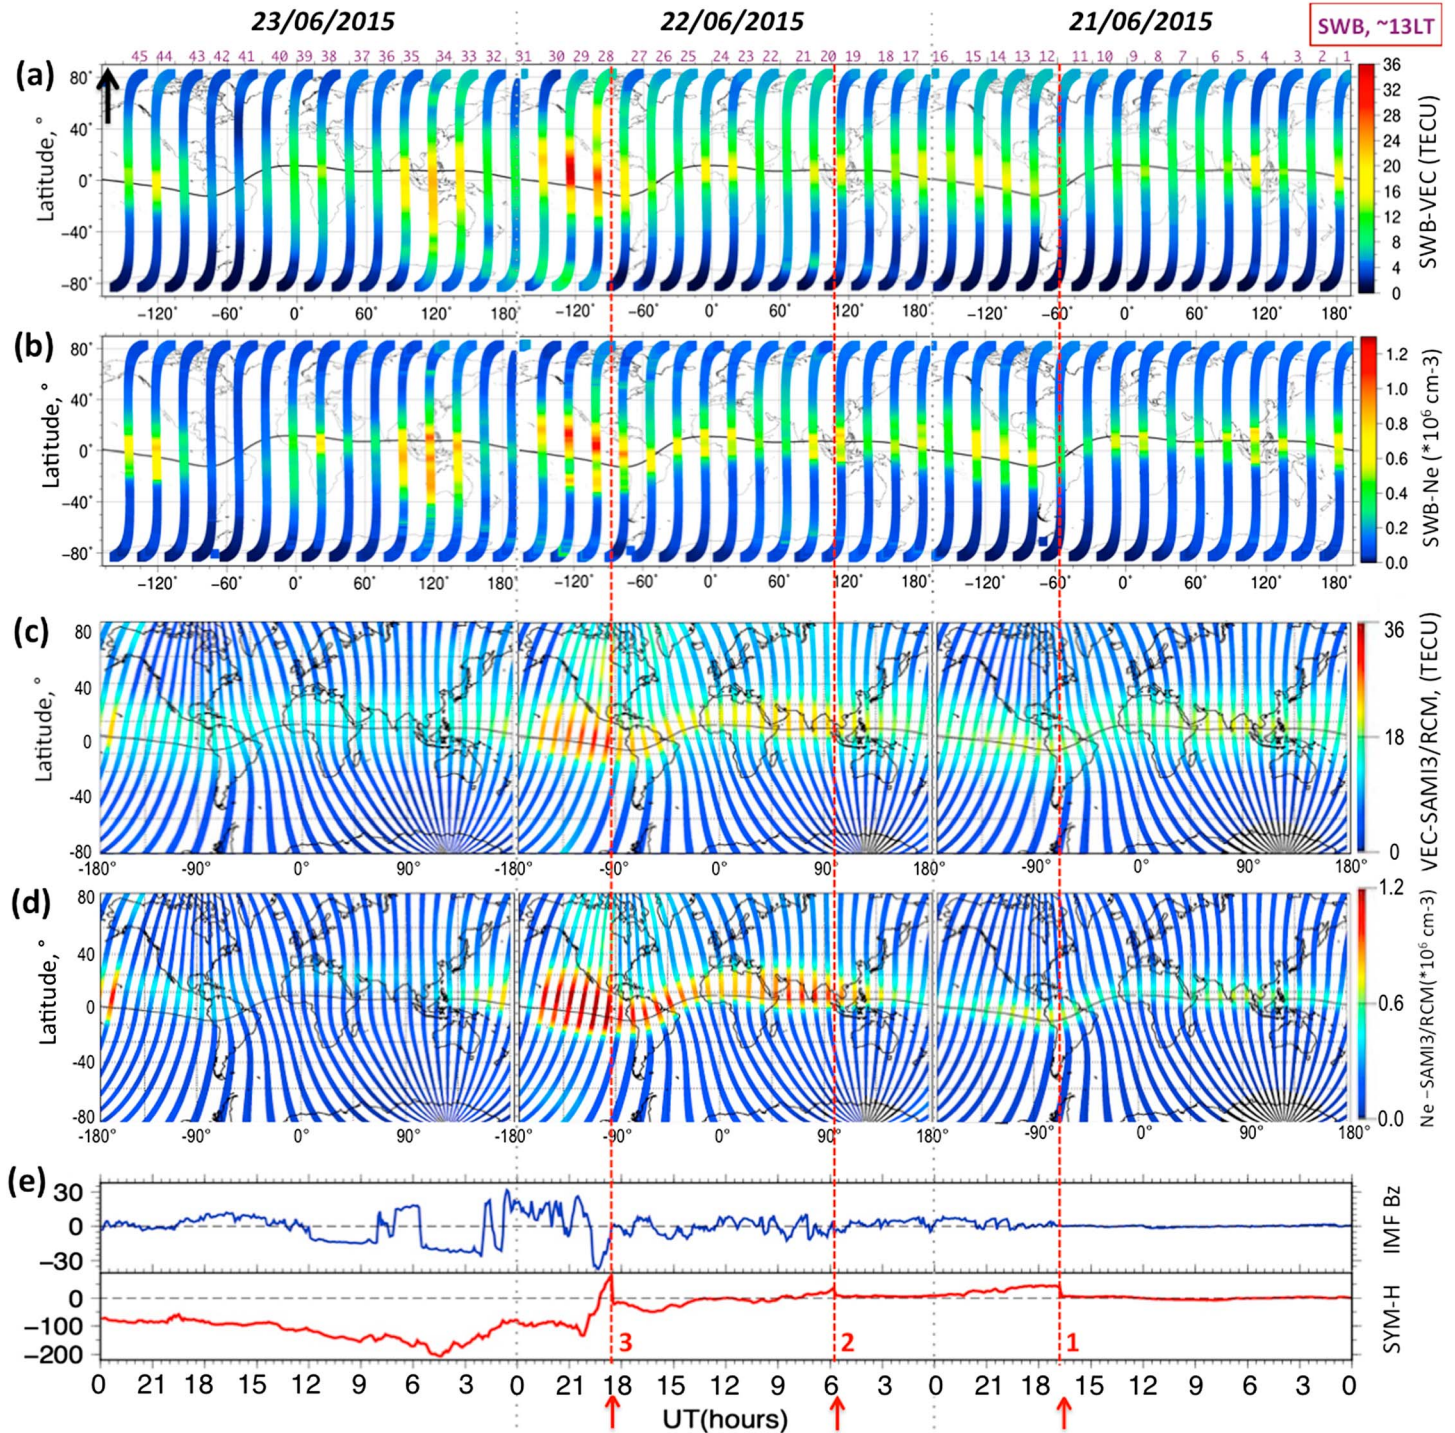 23/06/2015 22/06/2015 21/06/2015 SWB, ~13LT
45 44 43 42 41 40 39 38 37 36 35 34 33 32 31 30 29 28 27 26 25 24 23 22 21 20 19 18 17 16 15 14 13 12 11 10 9 8 7 6 5 4 3 2 1
(a)
Latitude, °
80°
40°
0°
−40°
−80°
−120° −60° 0° 60° 120° −120° −60° 0° 60° 120° 180° −120° −60° 0° 60° 120° 180°
36
32
28
24
20
16
12
8
4
0
SWB-VEC (TECU)
(b)
Latitude, °
80°
40°
0°
−40°
−80°
−120° −60° 0° 60° 120° −120° −60° 0° 60° 120° 180° −120° −60° 0° 60° 120° 180°
1.2
1.0
0.8
0.6
0.4
0.2
0.0
SWB-Ne (*10⁶ cm-3)
(c)
Latitude, °
80
40
0
-40
-80
-180° -90° 0° 90° -180° -90° 0° 90° 180° -90° 0° 90° 180°
36
18
0
VEC-SAMI3/RCM, (TECU)
(d)
Latitude, °
80
40
0
-40
-80
-180° -90° 0° 90° -180° -90° 0° 90° 180° -90° 0° 90° 180°
1.2
0.6
0.0
Ne –SAMI3/RCM(*10⁶ cm-3)
(e)
30
0
−30
IMF Bz
0
−100
−200
SYM-H
3 2 1
0 21 18 15 12 9 6 3 0 21 18 15 12 9 6 3 0 21 18 15 12 9 6 3 0
UT(hours)